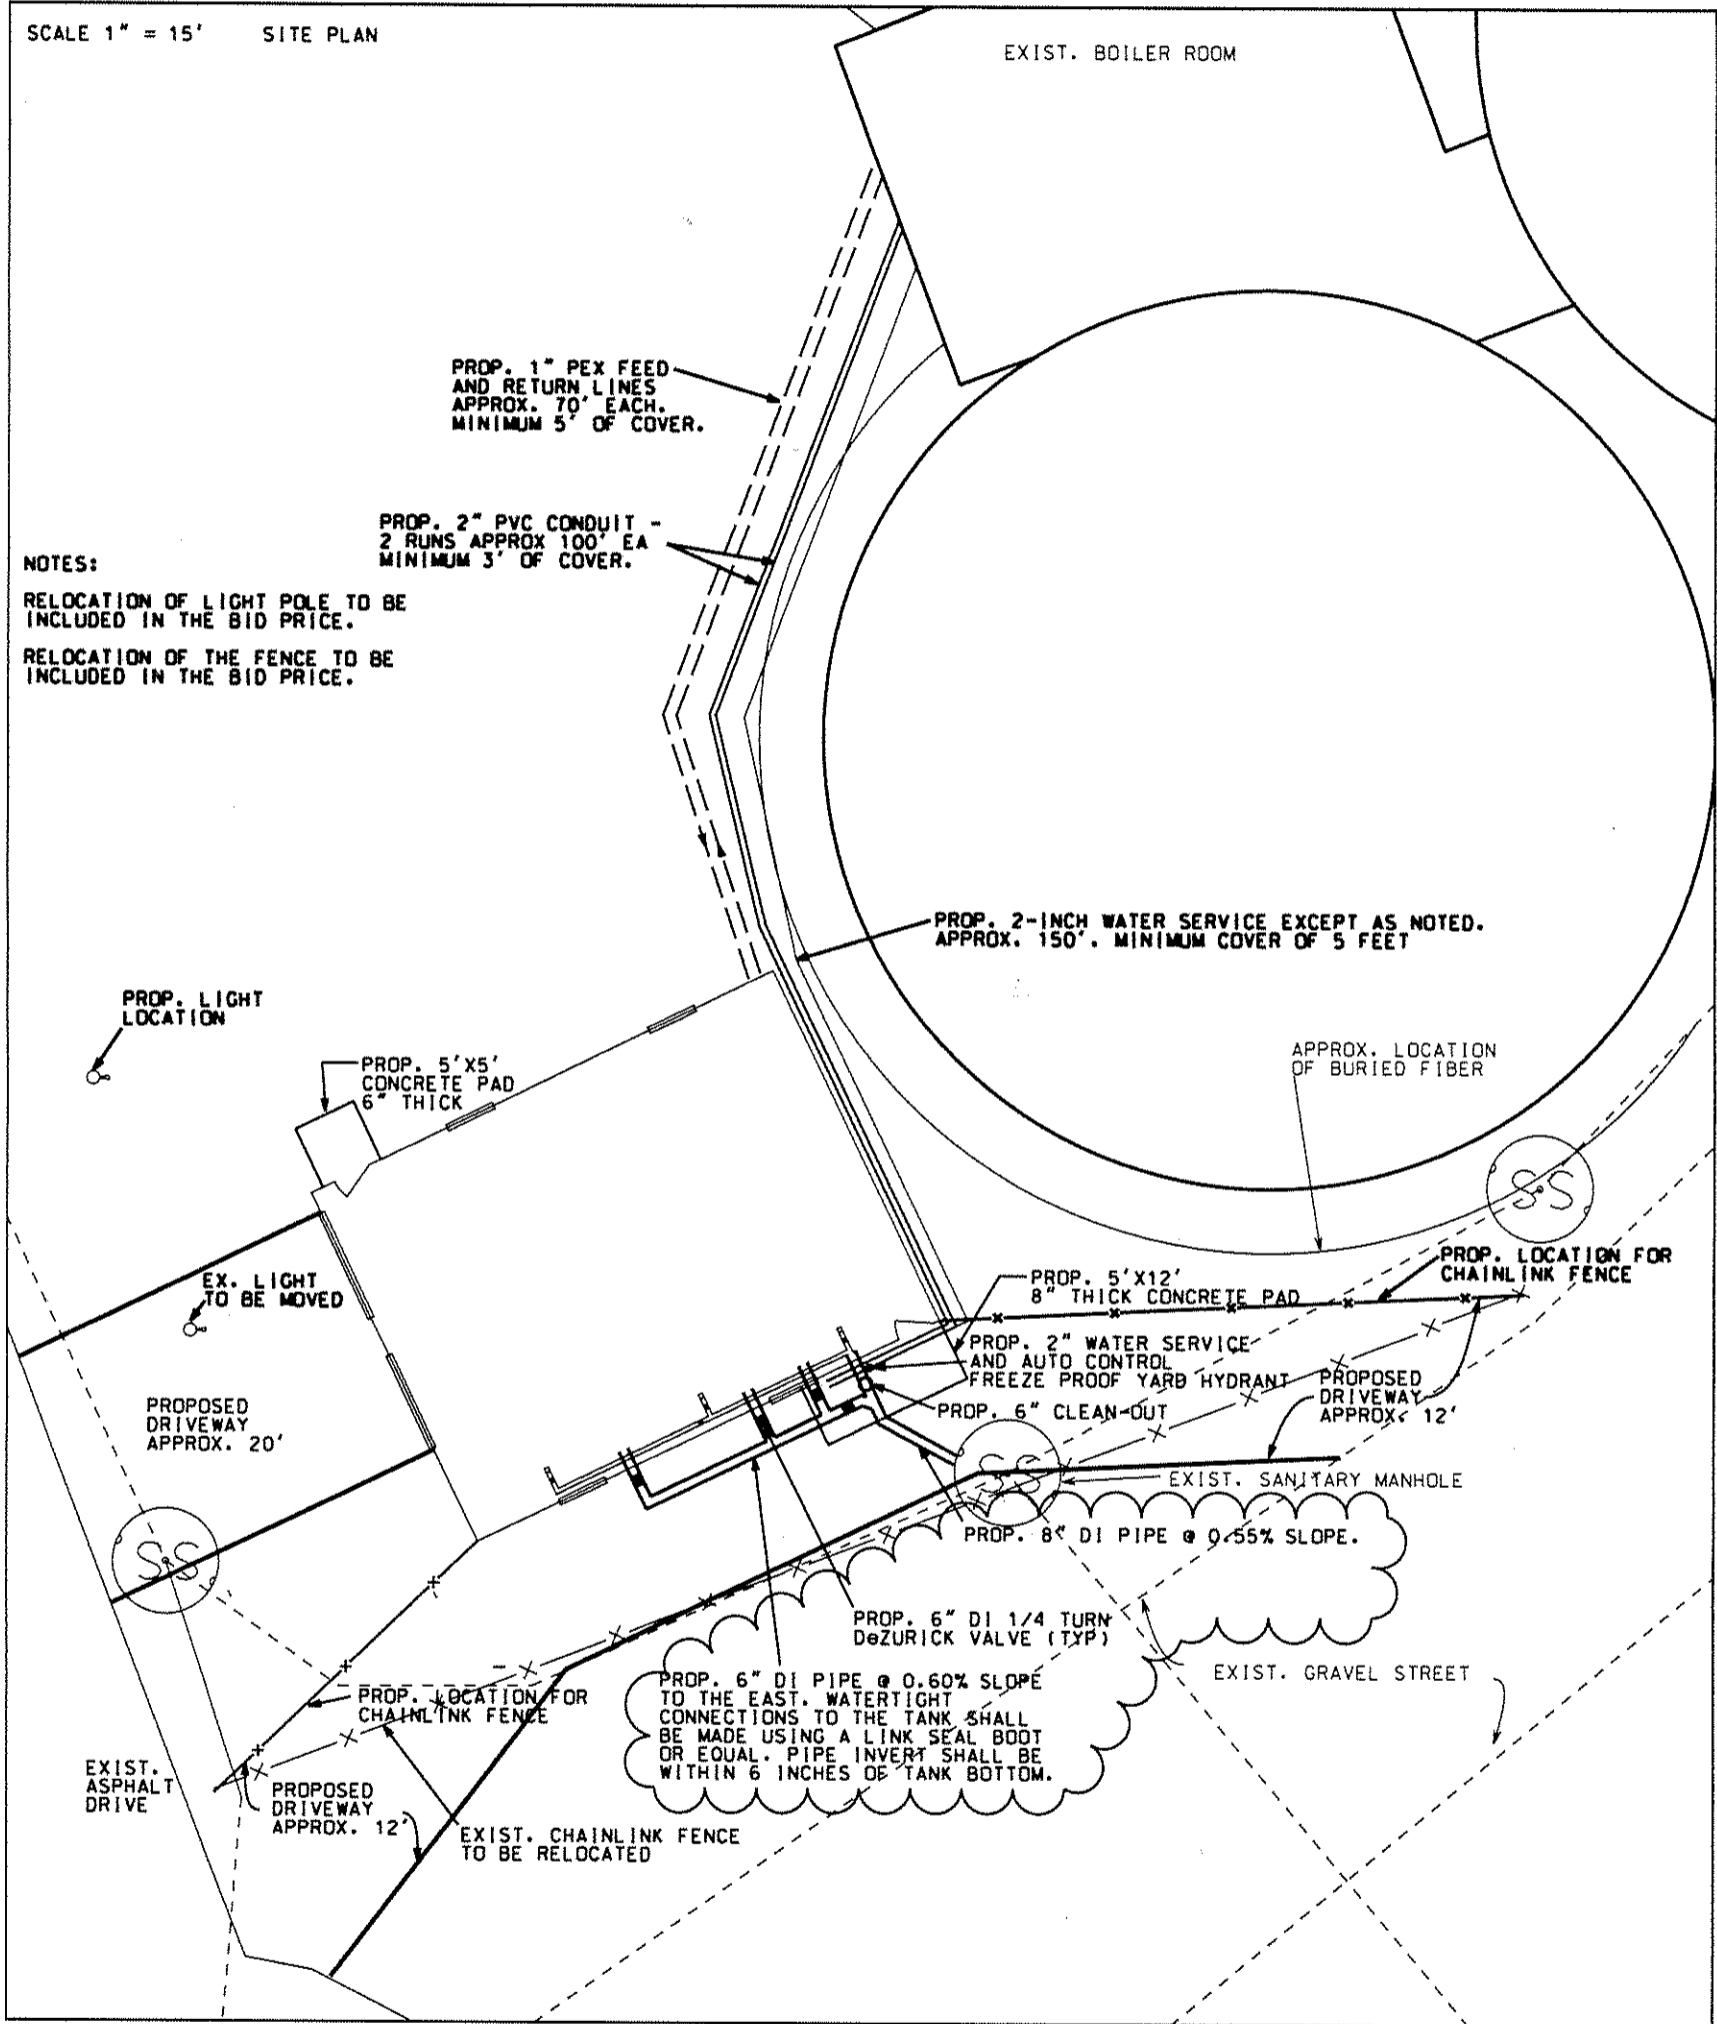 SCALE 1" = 15' SITE PLAN
EXIST. BOILER ROOM
PROP. 1" PEX FEED
AND RETURN LINES
APPROX. 70' EACH.
MINIMUM 5' OF COVER.
PROP. 2" PVC CONDUIT -
2 RUNS APPROX 100' EA
MINIMUM 3' OF COVER.
NOTES:
RELOCATION OF LIGHT POLE TO BE
INCLUDED IN THE BID PRICE.
RELOCATION OF THE FENCE TO BE
INCLUDED IN THE BID PRICE.
PROP. 2-INCH WATER SERVICE EXCEPT AS NOTED.
APPROX. 150'. MINIMUM COVER OF 5 FEET
PROP. LIGHT
LOCATION
PROP. 5'X5'
CONCRETE PAD
6" THICK
APPROX. LOCATION
OF BURIED FIBER
SS
PROP. LOCATION FOR
CHAINLINK FENCE
EX. LIGHT
TO BE MOVED
PROP. 5'X12'
8" THICK CONCRETE PAD
PROP. 2" WATER SERVICE
AND AUTO CONTROL
FREEZE PROOF YARD HYDRANT
PROPOSED
DRIVEWAY
APPROX. 12'
PROP. 6" CLEAN-OUT
PROPOSED
DRIVEWAY
APPROX. 20'
SS
EXIST. SANITARY MANHOLE
SS
PROP. 8" DI PIPE @ 0.55% SLOPE.
PROP. 6" DI 1/4 TURN
DeZURICK VALVE (TYP)
PROP. 6" DI PIPE @ 0.60% SLOPE
TO THE EAST. WATERTIGHT
CONNECTIONS TO THE TANK SHALL
BE MADE USING A LINK SEAL BOOT
OR EQUAL. PIPE INVERT SHALL BE
WITHIN 6 INCHES OF TANK BOTTOM.
EXIST. GRAVEL STREET
PROP. LOCATION FOR
CHAINLINK FENCE
EXIST.
ASPHALT
DRIVE
PROPOSED
DRIVEWAY
APPROX. 12'
EXIST. CHAINLINK FENCE
TO BE RELOCATED